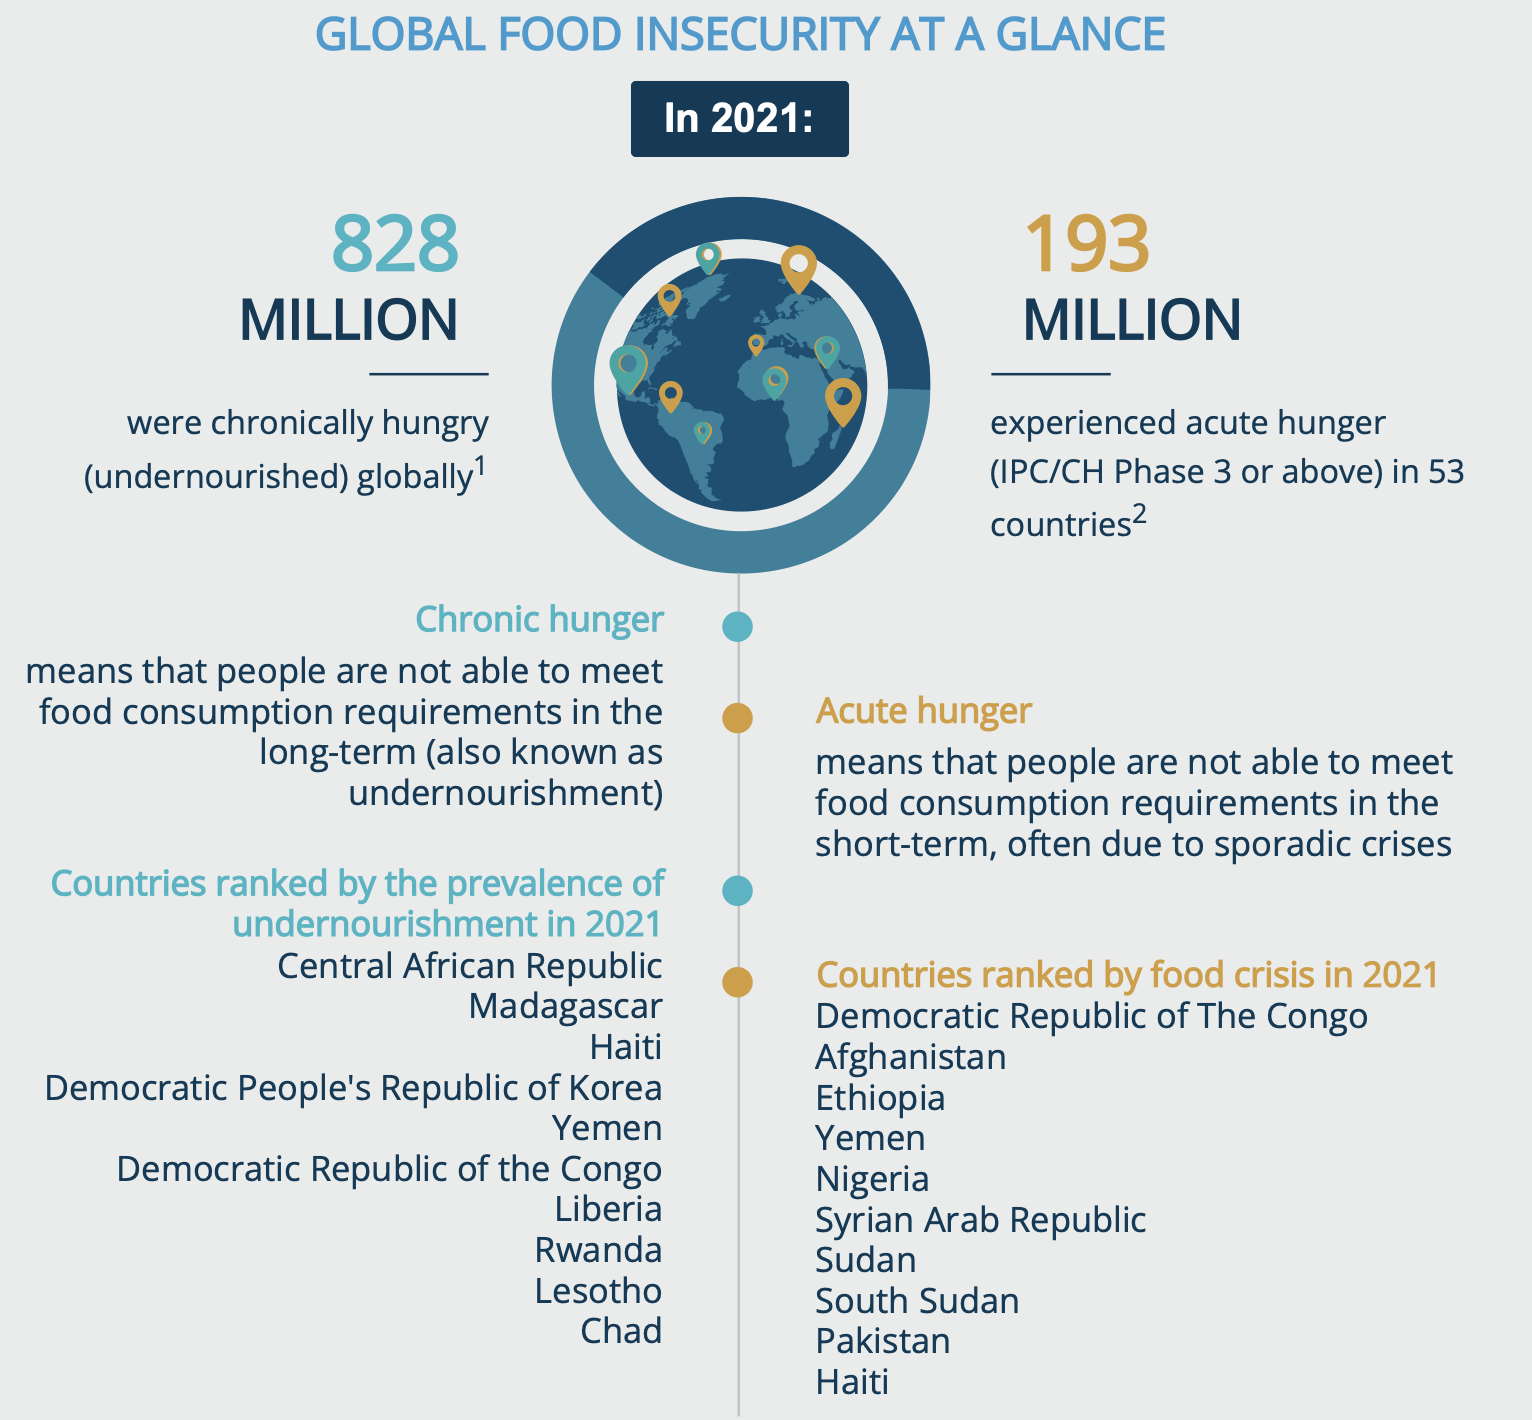 GLOBAL FOOD INSECURITY AT A GLANCE
In 2021:
828
MILLION
were chronically hungry
(undernourished) globally1
193
MILLION
experienced acute hunger
(IPC/CH Phase 3 or above) in 53
countries2
Chronic hunger
means that people are not able to meet
food consumption requirements in the
long-term (also known as
undernourishment)
Acute hunger
means that people are not able to meet
food consumption requirements in the
short-term, often due to sporadic crises
Countries ranked by the prevalence of
undernourishment in 2021
Central African Republic
Madagascar
Haiti
Democratic People's Republic of Korea
Yemen
Democratic Republic of the Congo
Liberia
Rwanda
Lesotho
Chad
Countries ranked by food crisis in 2021
Democratic Republic of The Congo
Afghanistan
Ethiopia
Yemen
Nigeria
Syrian Arab Republic
Sudan
South Sudan
Pakistan
Haiti